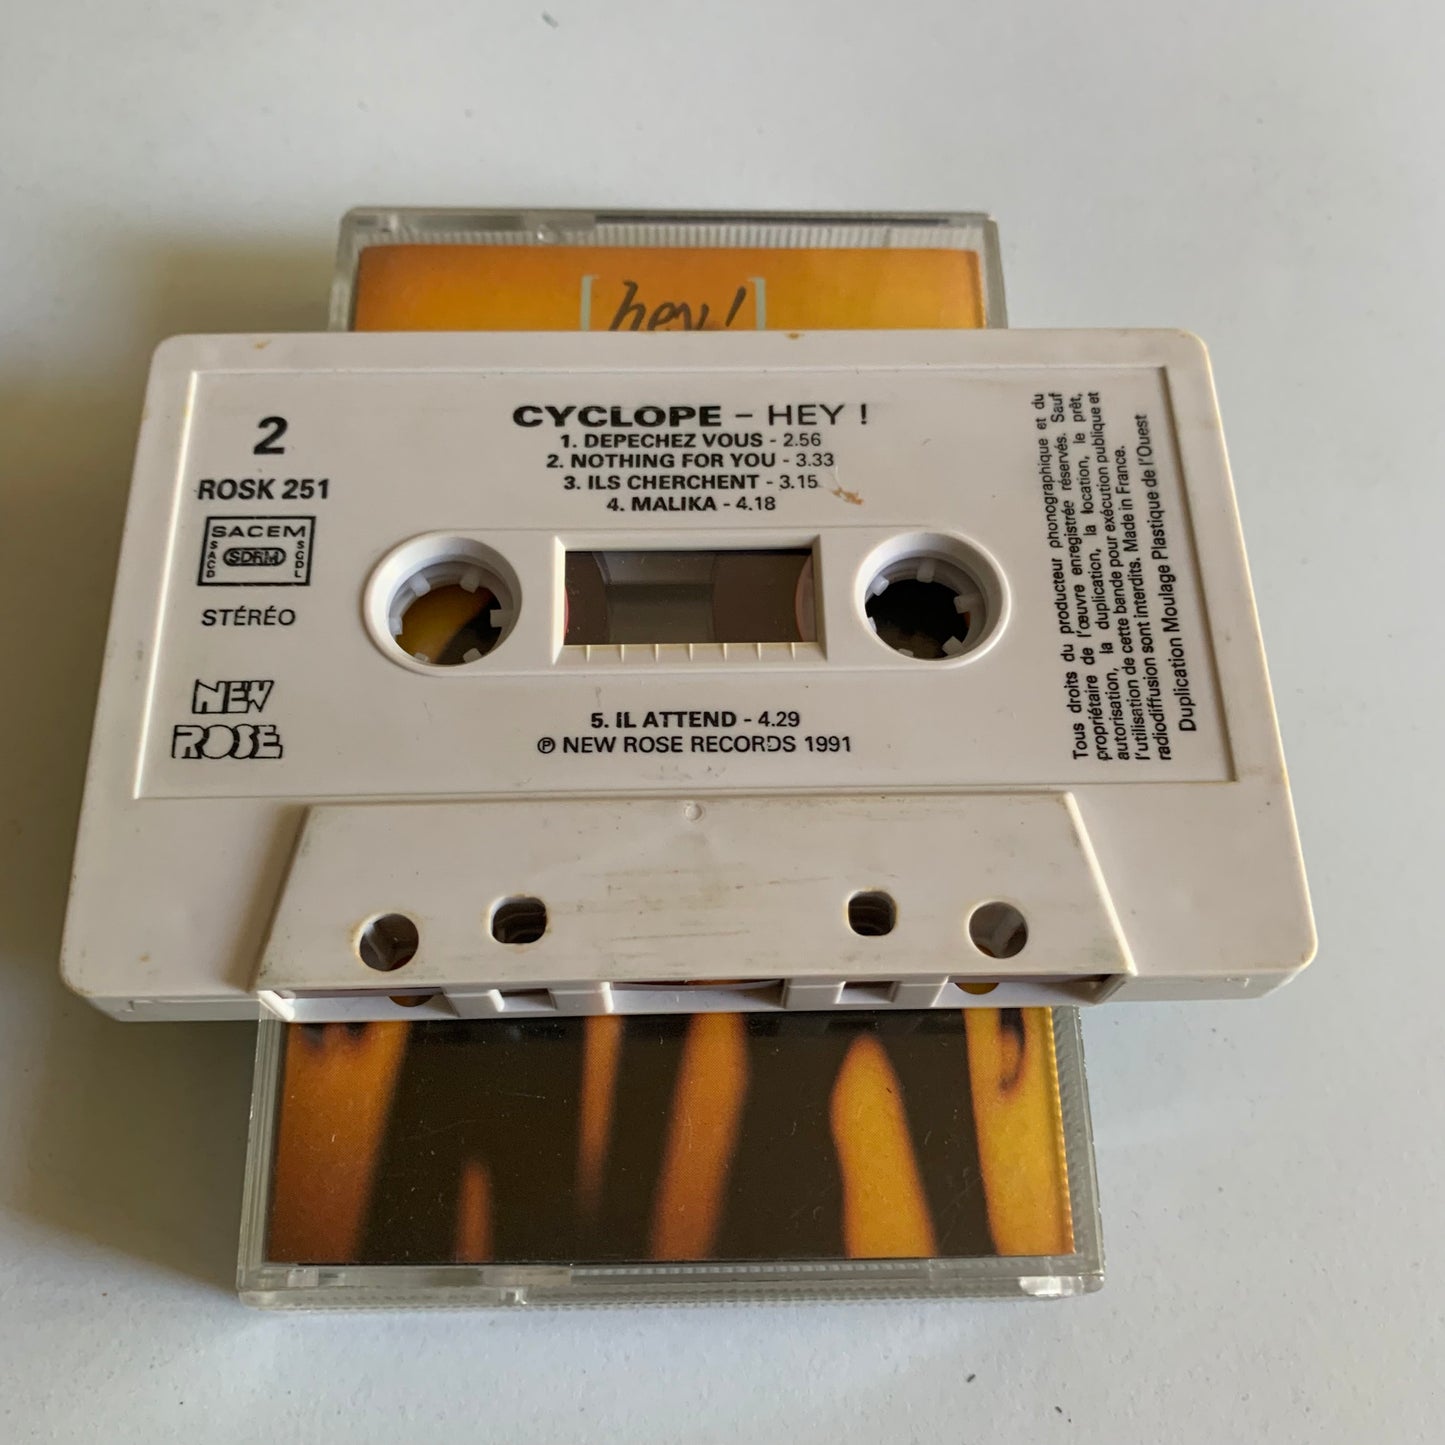 [hey!]
2
ROSK 251
SACEM
SACD
SDRM
SCDL
STÉRÉO
NEW
ROSE
CYCLOPE - HEY !
1. DEPECHEZ VOUS - 2.56
2. NOTHING FOR YOU - 3.33
3. ILS CHERCHENT - 3.15
4. MALIKA - 4.18
5. IL ATTEND - 4.29
℗ NEW ROSE RECORDS 1991
Tous droits du producteur phonographique et du
propriétaire de l'œuvre enregistrée réservés. Sauf
autorisation, la duplication, la location, le prêt,
l'utilisation de cette bande pour exécution publique et
radiodiffusion sont interdits. Made in France.
Duplication Moulage Plastique de l'Ouest